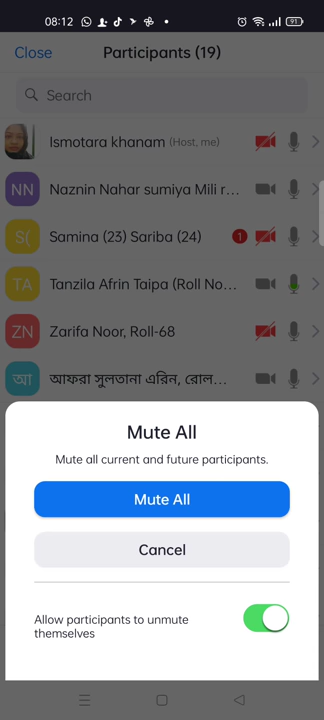 08:12
91
Close
Participants (19)
Search
Ismotara khanam (Host, me)
NN
Naznin Nahar sumiya Mili r...
S(
Samina (23) Sariba (24)
1
TA
Tanzila Afrin Taipa (Roll No...
ZN
Zarifa Noor, Roll-68
আ
আফরা সুলতানা এরিন, রোল...
Mute All
Mute all current and future participants.
Mute All
Cancel
Allow participants to unmute
themselves